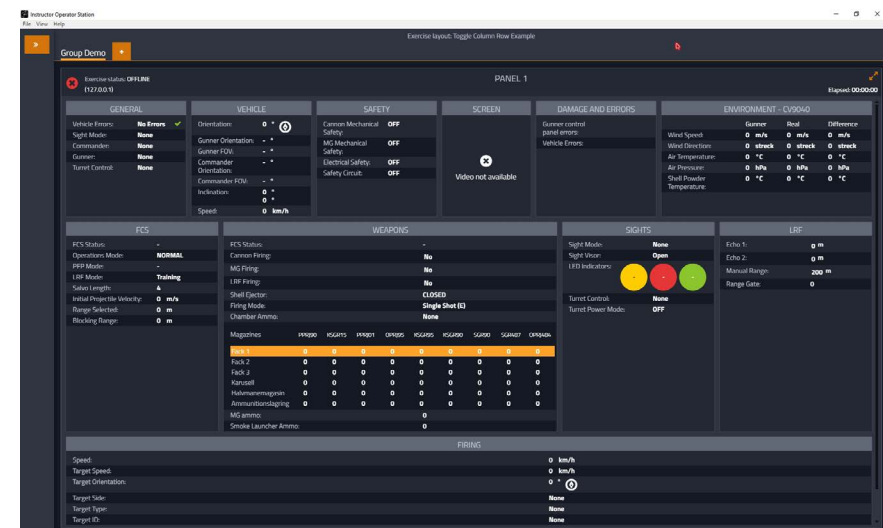 Instructor Operator Station
File View Help
Exercise layout: Toggle Column Row Example
» Group Demo +
Exercise status: OFFLINE
(127.0.0.1)
PANEL 1
Elapsed: 00:00:00
GENERAL
Vehicle Errors: No Errors
Sight Mode: None
Commander: None
Gunner: None
Turret Control: None
VEHICLE
Orientation: 0 °
Gunner Orientation: - °
Gunner FOV: - °
Commander
Orientation: - °
Commander FOV: - °
Inclination: 0 °
0 °
Speed: 0 km/h
SAFETY
Cannon Mechanical OFF
Safety:
MG Mechanical OFF
Safety:
Electrical Safety: OFF
Safety Circuit: OFF
SCREEN
Video not available
DAMAGE AND ERRORS
Gunner control
panel errors:
Vehicle Errors:
ENVIRONMENT - CV9040
Gunner Real Difference
Wind Speed: 0 m/s 0 m/s 0 m/s
Wind Direction: 0 streck 0 streck 0 streck
Air Temperature: 0 °C 0 °C 0 °C
Air Pressure: 0 hPa 0 hPa 0 hPa
Shell Powder 0 °C 0 °C 0 °C
Temperature:
FCS
FCS Status: -
Operations Mode: NORMAL
PFP Mode: -
LRF Mode: Training
Salvo Length: 4
Initial Projectile Velocity: 0 m/s
Range Selected: 0 m
Blocking Range: 0 m
WEAPONS
FCS Status: -
Cannon Firing: No
MG Firing: No
LRF Firing: No
Shell Ejector: CLOSED
Firing Mode: Single Shot (E)
Chamber Ammo: None
Magazines PPRJ90 KSGR15 PPRJ01 OPRJ95 KSGR95 KSGR90 SGR90 SGR407 OPRJ404
Fack 1 0 0 0 0 0 0 0 0 0
Fack 2 0 0 0 0 0 0 0 0 0
Fack 3 0 0 0 0 0 0 0 0 0
Karusell 0 0 0 0 0 0 0 0 0
Halvmanemagasin 0 0 0 0 0 0 0 0 0
Ammunitionslagring 0 0 0 0 0 0 0 0 0
MG ammo: 0
Smoke Launcher Ammo: 0
SIGHTS
Sight Mode: None
Sight Visor: Open
LED Indicators: - - -
Turret Control: None
Turret Power Mode: OFF
LRF
Echo 1: 0 m
Echo 2: 0 m
Manual Range: 200 m
Range Gate: 0
FIRING
Speed: 0 km/h
Target Speed: 0 km/h
Target Orientation: 0 °
Target Side: None
Target Type: None
Target ID: None